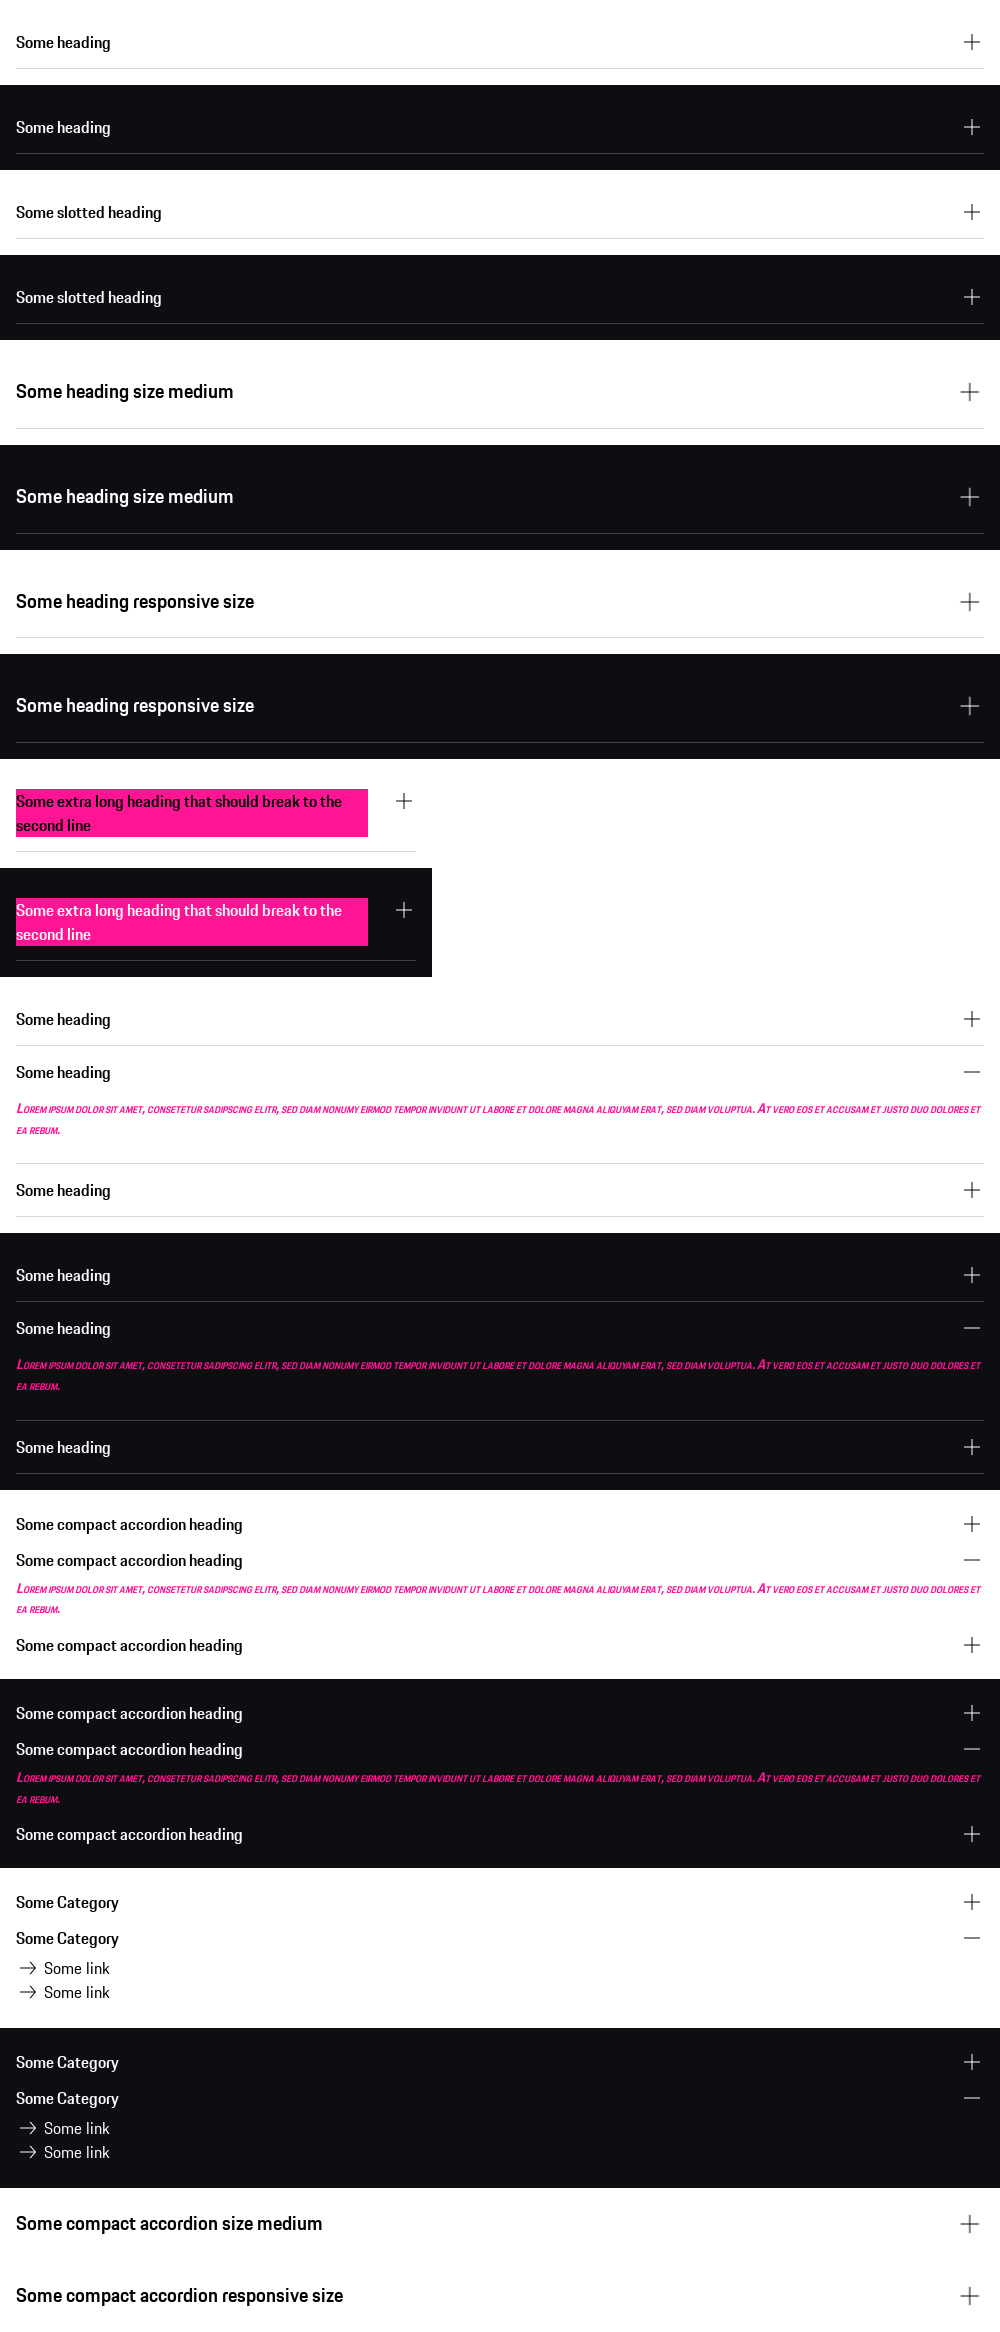 Some heading
Some heading
Some slotted heading
Some slotted heading
Some heading size medium
Some heading size medium
Some heading responsive size
Some heading responsive size
Some extra long heading that should break to the
second line
Some extra long heading that should break to the
second line
Some heading
Some heading
Lorem ipsum dolor sit amet, consetetur sadipscing elitr, sed diam nonumy eirmod tempor invidunt ut labore et dolore magna aliquyam erat, sed diam voluptua. At vero eos et accusam et justo duo dolores et
ea rebum.
Some heading
Some heading
Some heading
Lorem ipsum dolor sit amet, consetetur sadipscing elitr, sed diam nonumy eirmod tempor invidunt ut labore et dolore magna aliquyam erat, sed diam voluptua. At vero eos et accusam et justo duo dolores et
ea rebum.
Some heading
Some compact accordion heading
Some compact accordion heading
Lorem ipsum dolor sit amet, consetetur sadipscing elitr, sed diam nonumy eirmod tempor invidunt ut labore et dolore magna aliquyam erat, sed diam voluptua. At vero eos et accusam et justo duo dolores et
ea rebum.
Some compact accordion heading
Some compact accordion heading
Some compact accordion heading
Lorem ipsum dolor sit amet, consetetur sadipscing elitr, sed diam nonumy eirmod tempor invidunt ut labore et dolore magna aliquyam erat, sed diam voluptua. At vero eos et accusam et justo duo dolores et
ea rebum.
Some compact accordion heading
Some Category
Some Category
Some link
Some link
Some Category
Some Category
Some link
Some link
Some compact accordion size medium
Some compact accordion responsive size